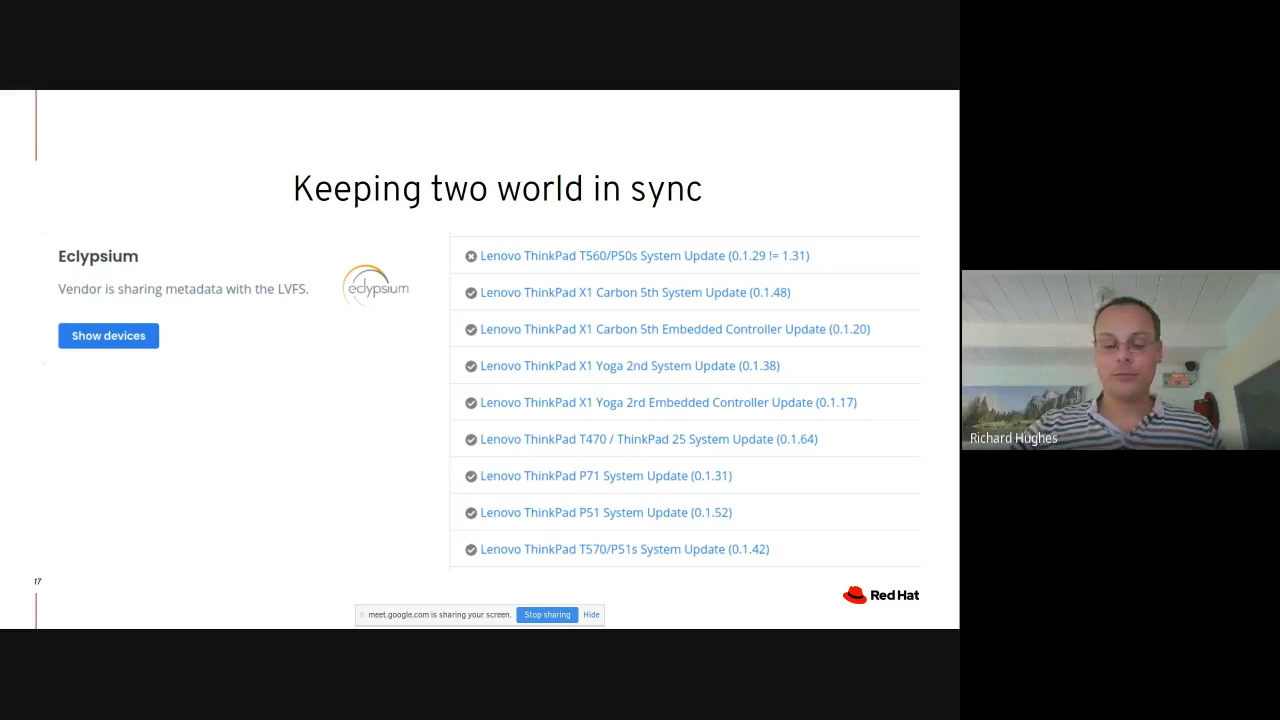 Keeping two world in sync
Eclypsium
Vendor is sharing metadata with the LVFS.
eclypsium
Show devices
Lenovo ThinkPad T560/P50s System Update (0.1.29 != 1.31)
Lenovo ThinkPad X1 Carbon 5th System Update (0.1.48)
Lenovo ThinkPad X1 Carbon 5th Embedded Controller Update (0.1.20)
Lenovo ThinkPad X1 Yoga 2nd System Update (0.1.38)
Lenovo ThinkPad X1 Yoga 2rd Embedded Controller Update (0.1.17)
Lenovo ThinkPad T470 / ThinkPad 25 System Update (0.1.64)
Lenovo ThinkPad P71 System Update (0.1.31)
Lenovo ThinkPad P51 System Update (0.1.52)
Lenovo ThinkPad T570/P51s System Update (0.1.42)
Richard Hughes
17
Red Hat
meet.google.com is sharing your screen. Stop sharing Hide